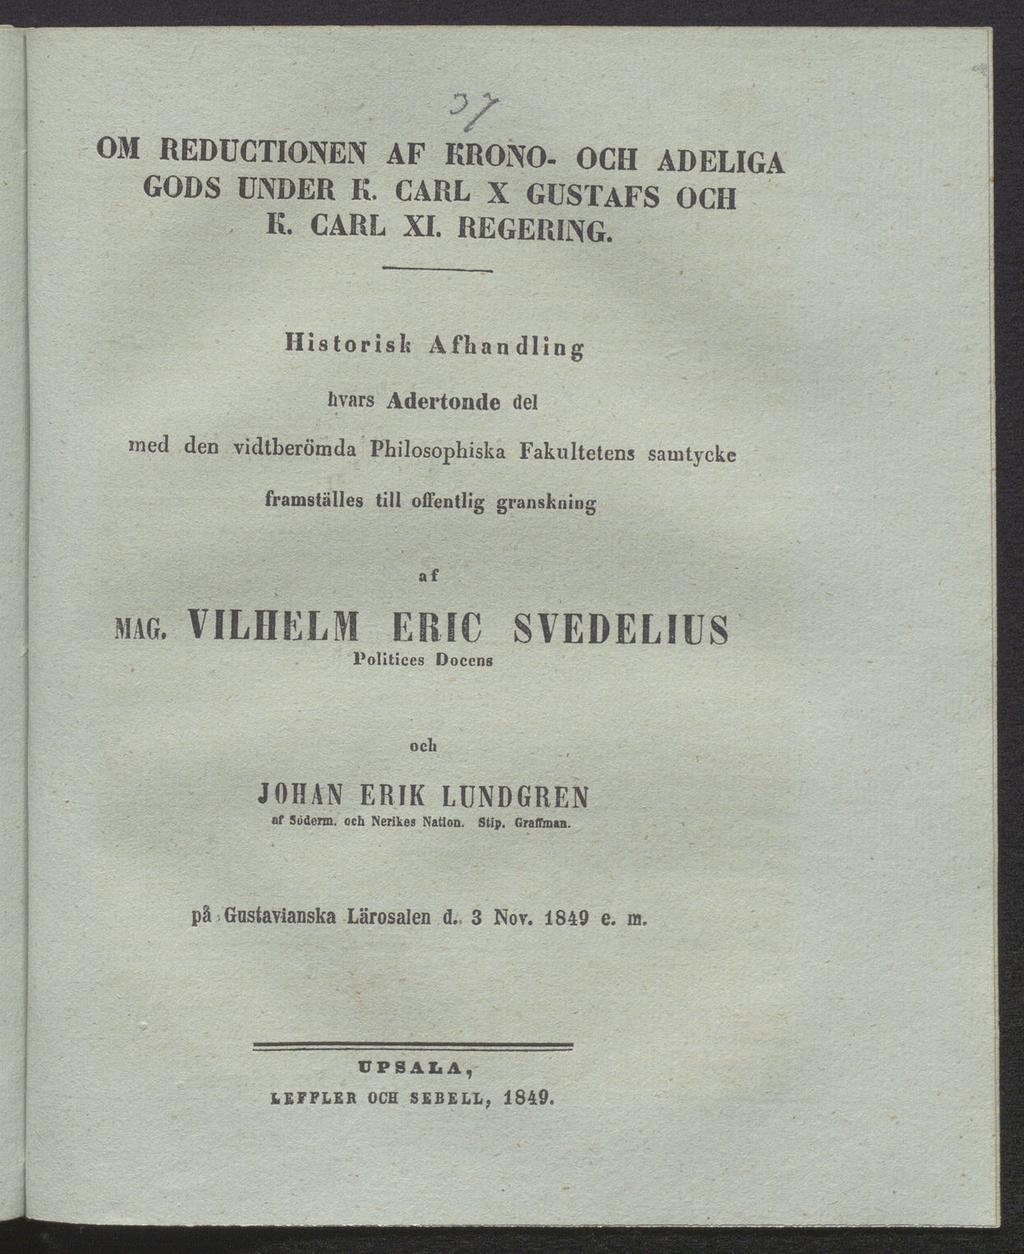 37
OM REDUCTIONEN AF KRONO- OCH ADELIGA
GODS UNDER K. CARL X GUSTAFS OCH
K. CARL XI. REGERING.
Historisk Afhandling
hvars Adertonde del
med den vidtberömda Philosophiska Fakultetens samtycke
framställes till offentlig granskning
af
MAG. VILHELM ERIC SVEDELIUS
Politices Docens
och
JOHAN ERIK LUNDGREN
af Söderm. och Nerikes Nation. Stip. Graffman.
på Gustavianska Lärosalen d. 3 Nov. 1849 e. m.
UPSALA,
LEFFLER OCH SEBELL, 1849.